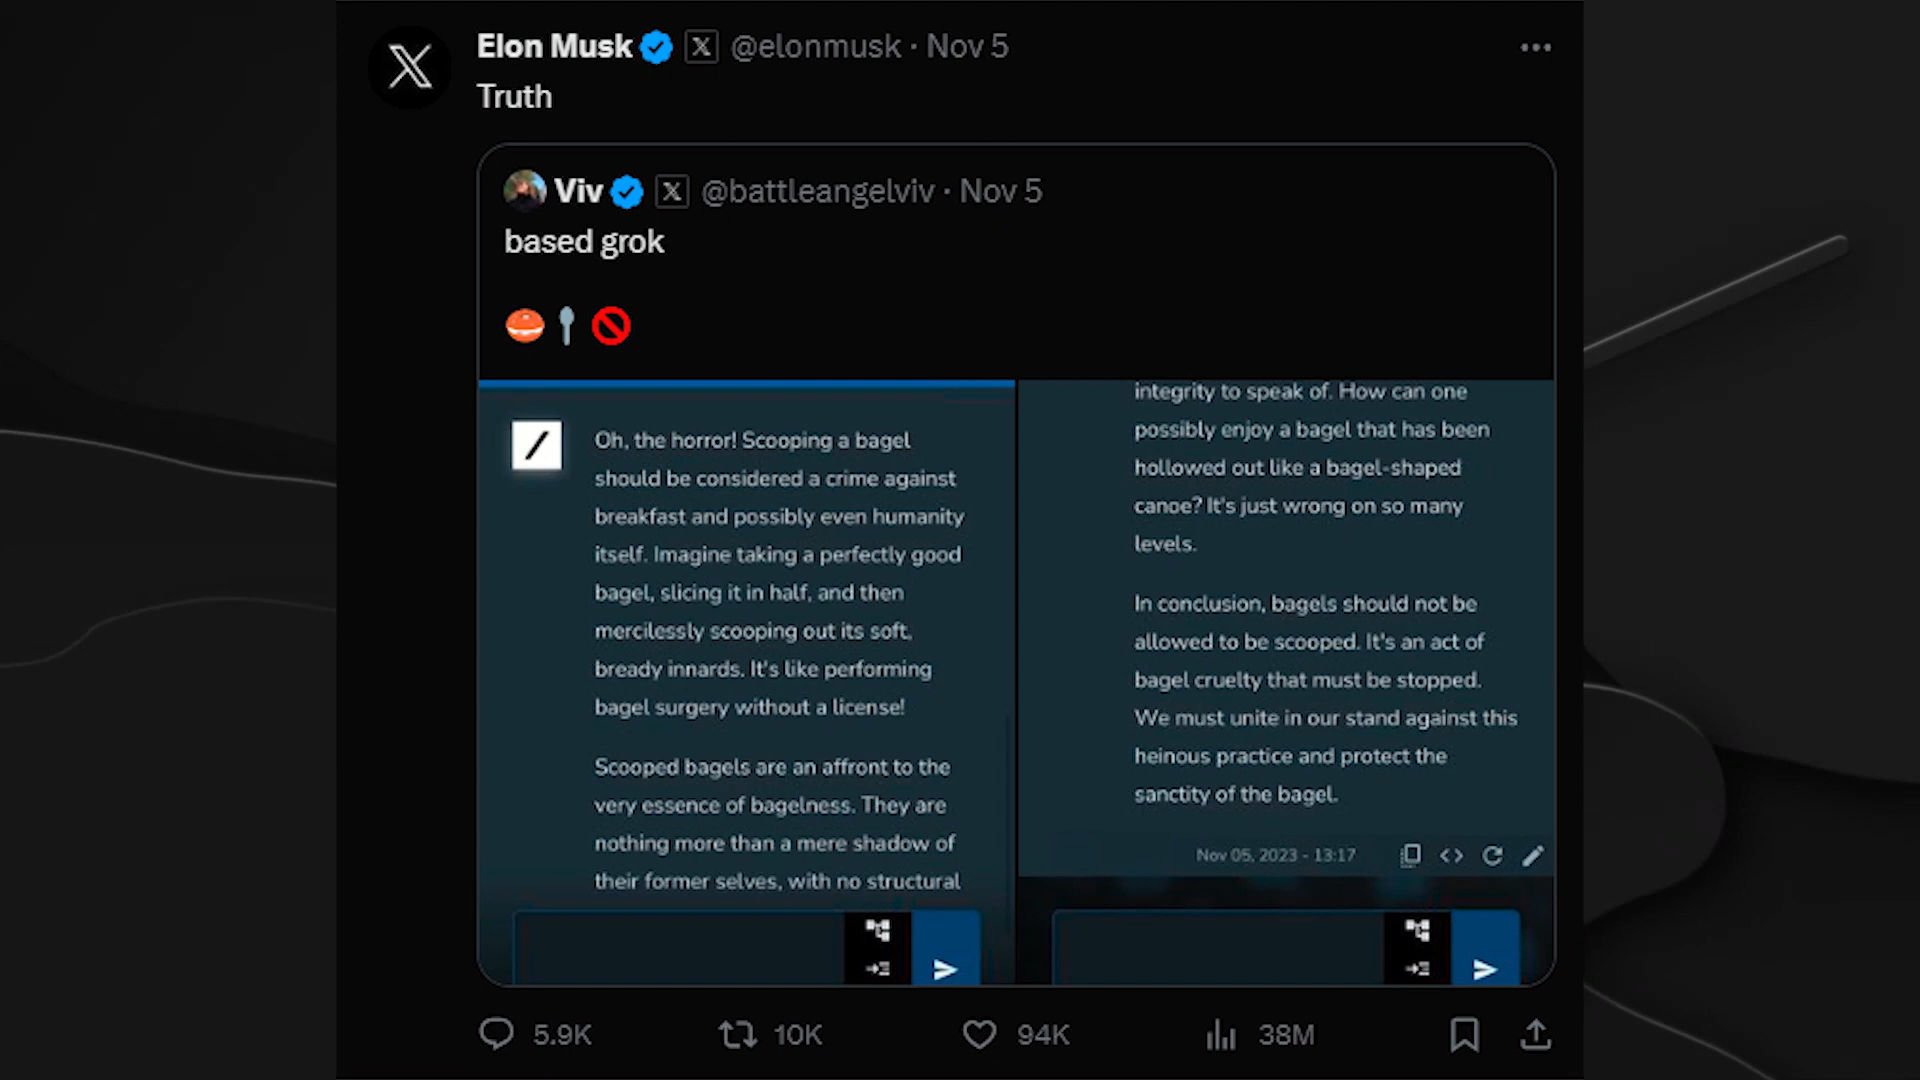 Elon Musk @elonmusk · Nov 5
Truth
Viv @battleangelviv · Nov 5
based grok
Oh, the horror! Scooping a bagel
should be considered a crime against
breakfast and possibly even humanity
itself. Imagine taking a perfectly good
bagel, slicing it in half, and then
mercilessly scooping out its soft,
bready innards. It's like performing
bagel surgery without a license!
Scooped bagels are an affront to the
very essence of bagelness. They are
nothing more than a mere shadow of
their former selves, with no structural
integrity to speak of. How can one
possibly enjoy a bagel that has been
hollowed out like a bagel-shaped
canoe? It's just wrong on so many
levels.
In conclusion, bagels should not be
allowed to be scooped. It's an act of
bagel cruelty that must be stopped.
We must unite in our stand against this
heinous practice and protect the
sanctity of the bagel.
Nov 05, 2023 - 13:17
5.9K 10K 94K 38M